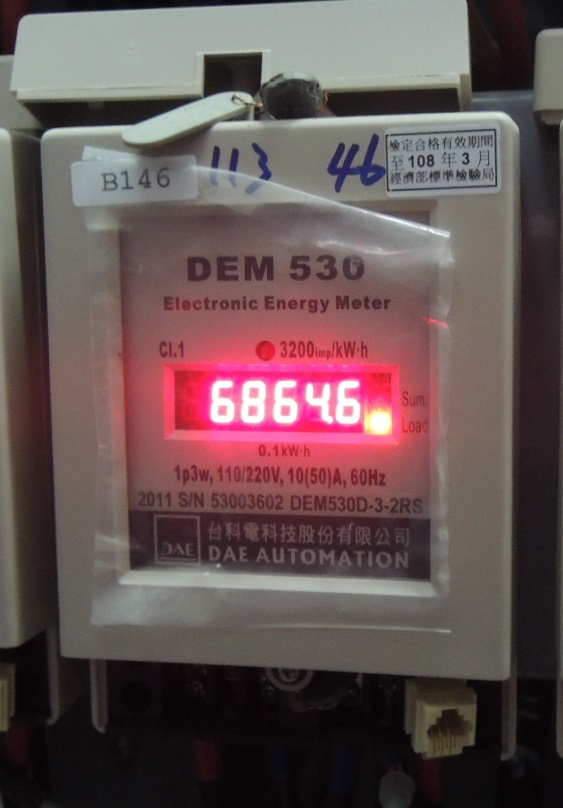 B146
113
46
檢定合格有效期間
至 108 年 3 月
經濟部標準檢驗局
DEM 530
Electronic Energy Meter
Cl.1
3200imp/kW·h
6864.6
Sum
Load
0.1kW·h
1p3w, 110/220V, 10(50)A, 60Hz
2011 S/N 53003602 DEM530D-3-2RS
DAE
台科電科技股份有限公司
DAE AUTOMATION